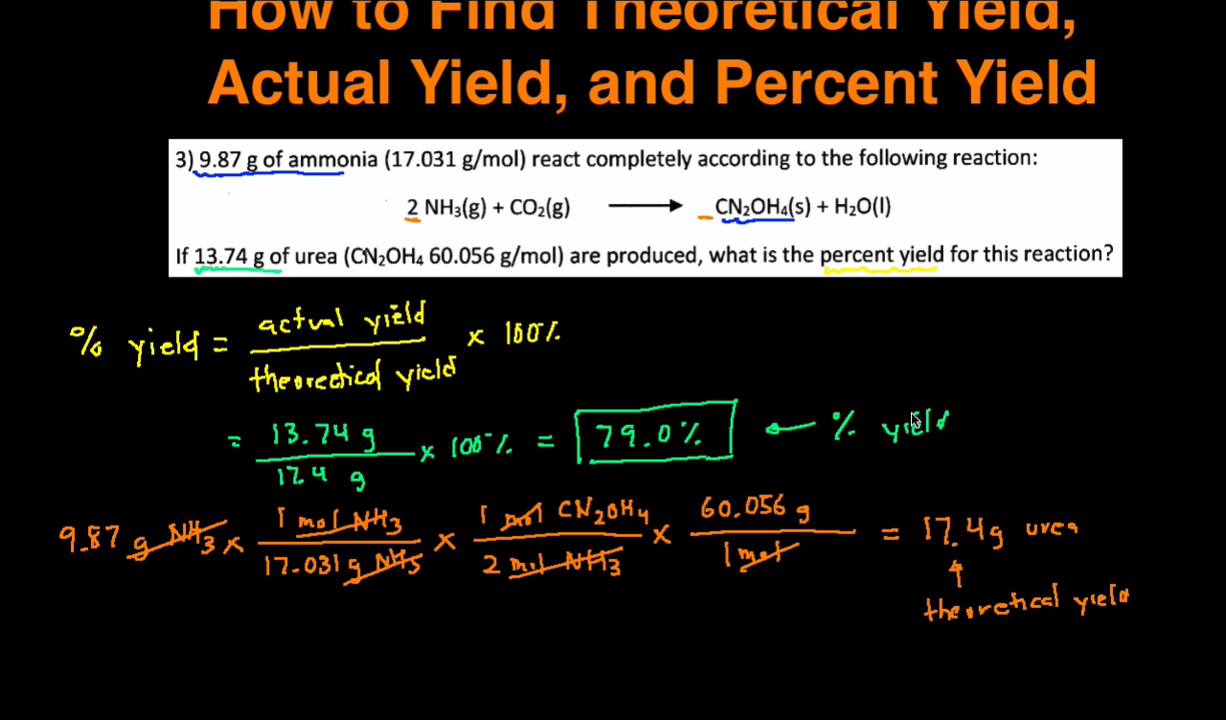 How to Find Theoretical Yield,
Actual Yield, and Percent Yield
3) 9.87 g of ammonia (17.031 g/mol) react completely according to the following reaction:
2 NH₃(g) + CO₂(g) ⟶ _ CN₂OH₄(s) + H₂O(l)
If 13.74 g of urea (CN₂OH₄ 60.056 g/mol) are produced, what is the percent yield for this reaction?
% yield = actual yield / theorectical yield × 100%
= 13.74 g / 17.4 g × 100% = 79.0% ← % yield
9.87 g NH₃ × 1 mol NH₃ / 17.031 g NH₃ × 1 mol CN₂OH₄ / 2 mol NH₃ × 60.056 g / 1 mol = 17.4g urea
↑
theoretical yield